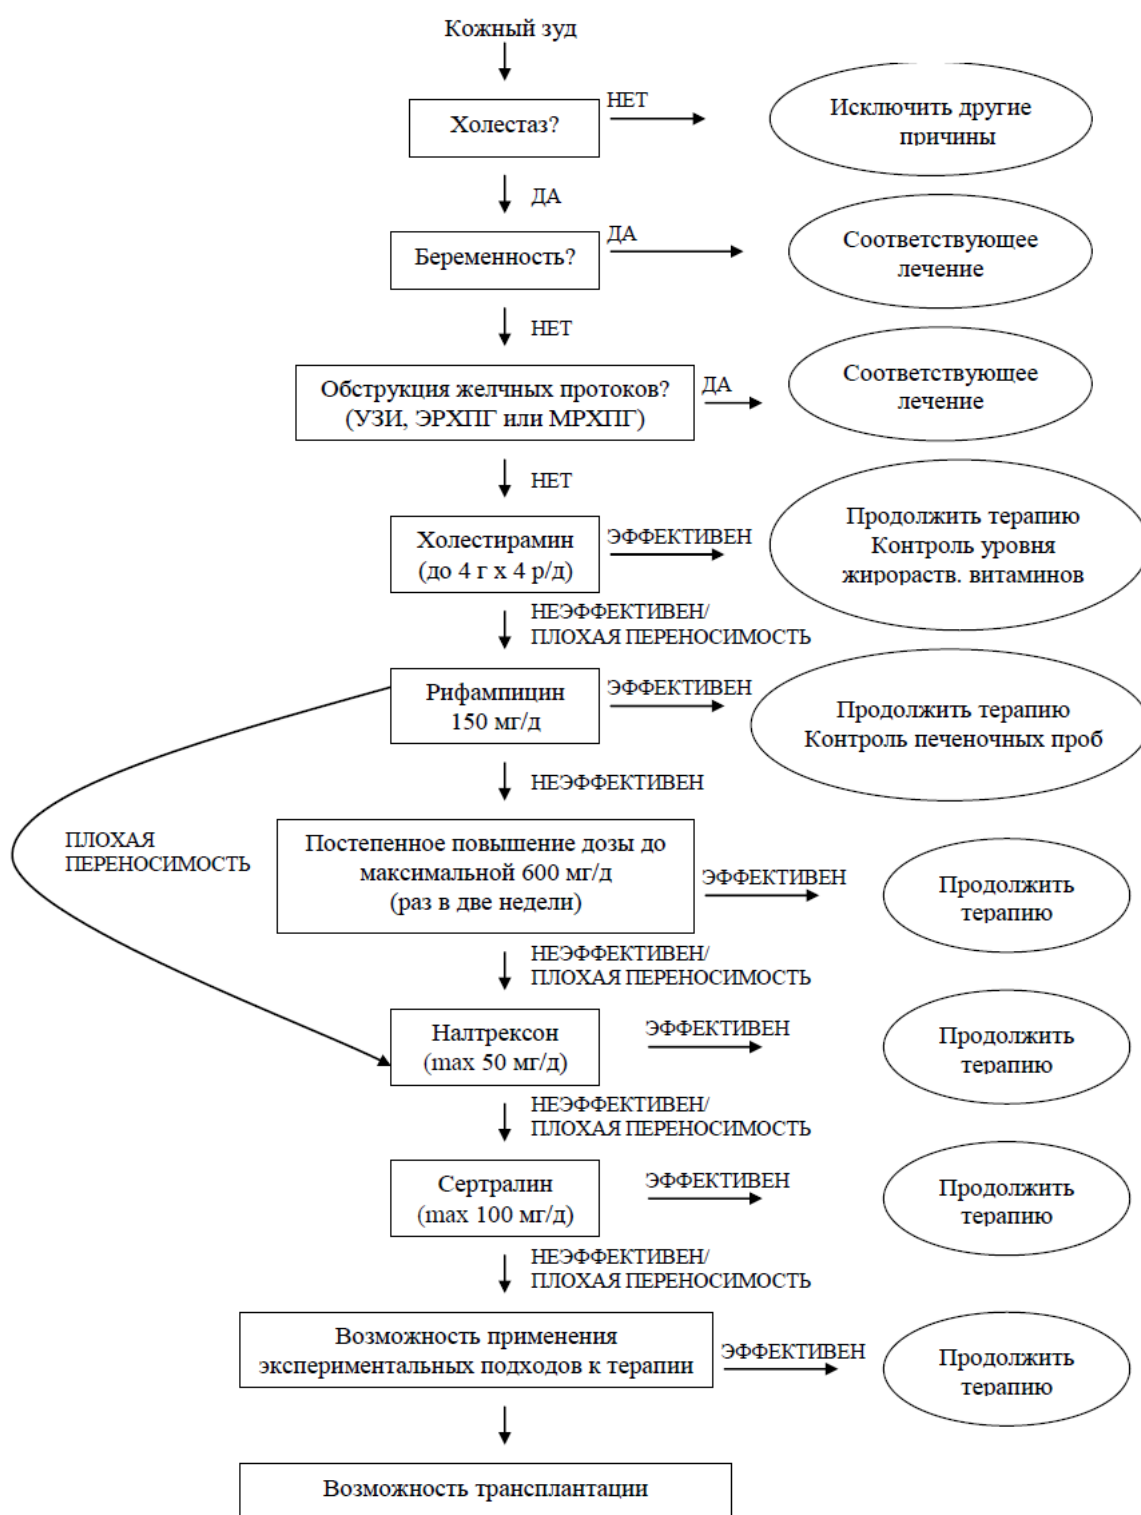 Кожный зуд
Холестаз?
НЕТ
Исключить другие
причины
ДА
Беременность?
ДА
Соответствующее
лечение
НЕТ
Обструкция желчных протоков?
(УЗИ, ЭРХПГ или МРХПГ)
ДА
Соответствующее
лечение
НЕТ
Холестирамин
(до 4 г х 4 р/д)
ЭФФЕКТИВЕН
Продолжить терапию
Контроль уровня
жирораств. витаминов
НЕЭФФЕКТИВЕН/
ПЛОХАЯ ПЕРЕНОСИМОСТЬ
Рифампицин
150 мг/д
ЭФФЕКТИВЕН
Продолжить терапию
Контроль печеночных проб
НЕЭФФЕКТИВЕН
ПЛОХАЯ
ПЕРЕНОСИМОСТЬ
Постепенное повышение дозы до
максимальной 600 мг/д
(раз в две недели)
ЭФФЕКТИВЕН
Продолжить
терапию
НЕЭФФЕКТИВЕН/
ПЛОХАЯ ПЕРЕНОСИМОСТЬ
Налтрексон
(max 50 мг/д)
ЭФФЕКТИВЕН
Продолжить
терапию
НЕЭФФЕКТИВЕН/
ПЛОХАЯ ПЕРЕНОСИМОСТЬ
Сертралин
(max 100 мг/д)
ЭФФЕКТИВЕН
Продолжить
терапию
НЕЭФФЕКТИВЕН/
ПЛОХАЯ ПЕРЕНОСИМОСТЬ
Возможность применения
экспериментальных подходов к терапии
ЭФФЕКТИВЕН
Продолжить
терапию
Возможность трансплантации